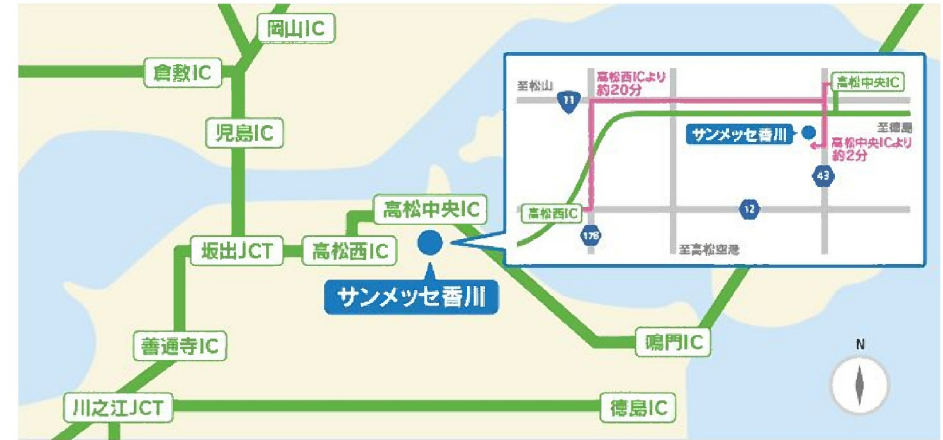 岡山IC
倉敷IC
児島IC
高松中央IC
坂出JCT
高松西IC
サンメッセ香川
善通寺IC
鳴門IC
川之江JCT
徳島IC
N
至松山
11
高松西ICより
約20分
高松中央IC
サンメッセ香川
至徳島
高松中央ICより
約2分
43
高松西IC
12
178
至高松空港